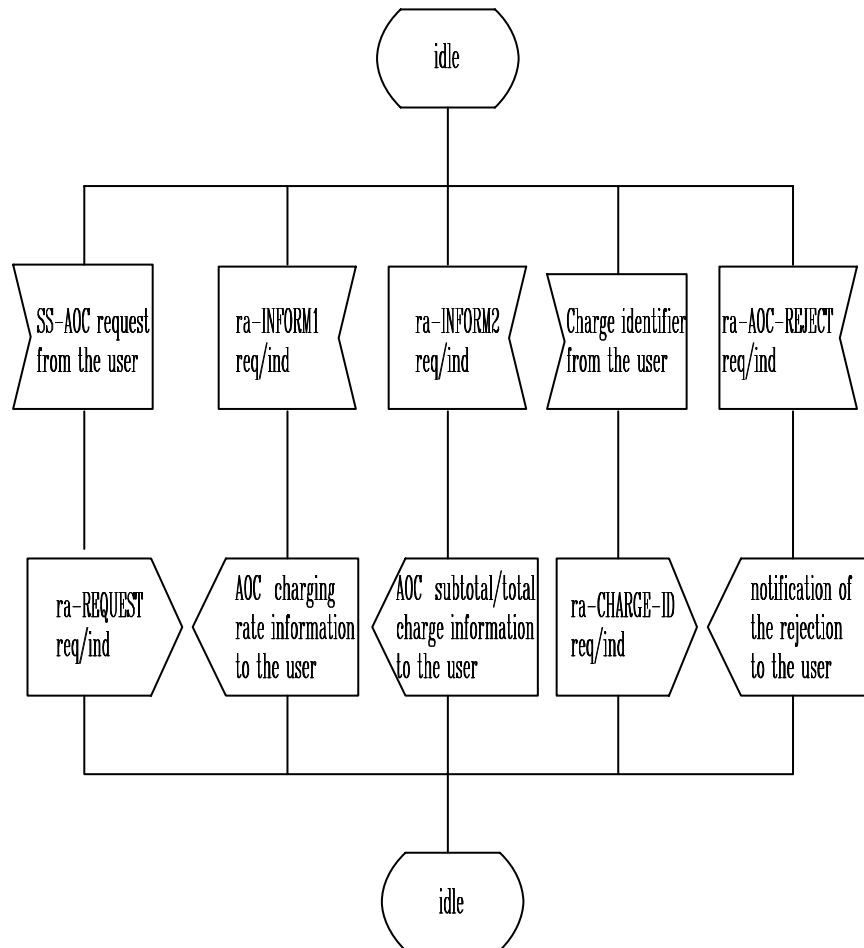 idle
SS-AOC request
from the user
ra-INFORM1
req/ind
ra-INFORM2
req/ind
Charge identifier
from the user
ra-AOC-REJECT
req/ind
ra-REQUEST
req/ind
AOC charging
rate information
to the user
AOC subtotal/total
charge information
to the user
ra-CHARGE-ID
req/ind
notification of
the rejection
to the user
idle